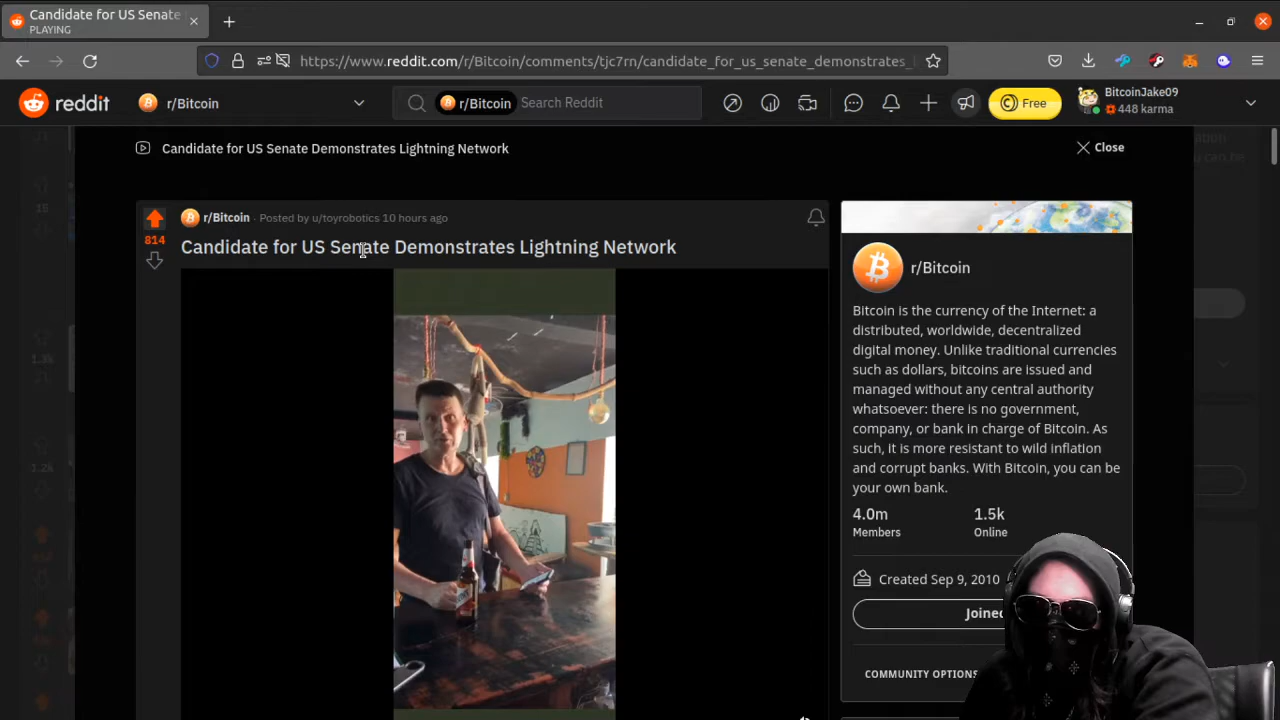 Candidate for US Senate
PLAYING
https://www.reddit.com/r/Bitcoin/comments/tjc7rn/candidate_for_us_senate_demonstrates_l
reddit
r/Bitcoin
r/Bitcoin Search Reddit
Free
BitcoinJake09
448 karma
Candidate for US Senate Demonstrates Lightning Network
Close
r/Bitcoin · Posted by u/toyrobotics 10 hours ago
814
Candidate for US Senate Demonstrates Lightning Network
r/Bitcoin
Bitcoin is the currency of the Internet: a
distributed, worldwide, decentralized
digital money. Unlike traditional currencies
such as dollars, bitcoins are issued and
managed without any central authority
whatsoever: there is no government,
company, or bank in charge of Bitcoin. As
such, it is more resistant to wild inflation
and corrupt banks. With Bitcoin, you can be
your own bank.
4.0m
Members
1.5k
Online
Created Sep 9, 2010
Joined
COMMUNITY OPTIONS
15
1.3k
1.2k